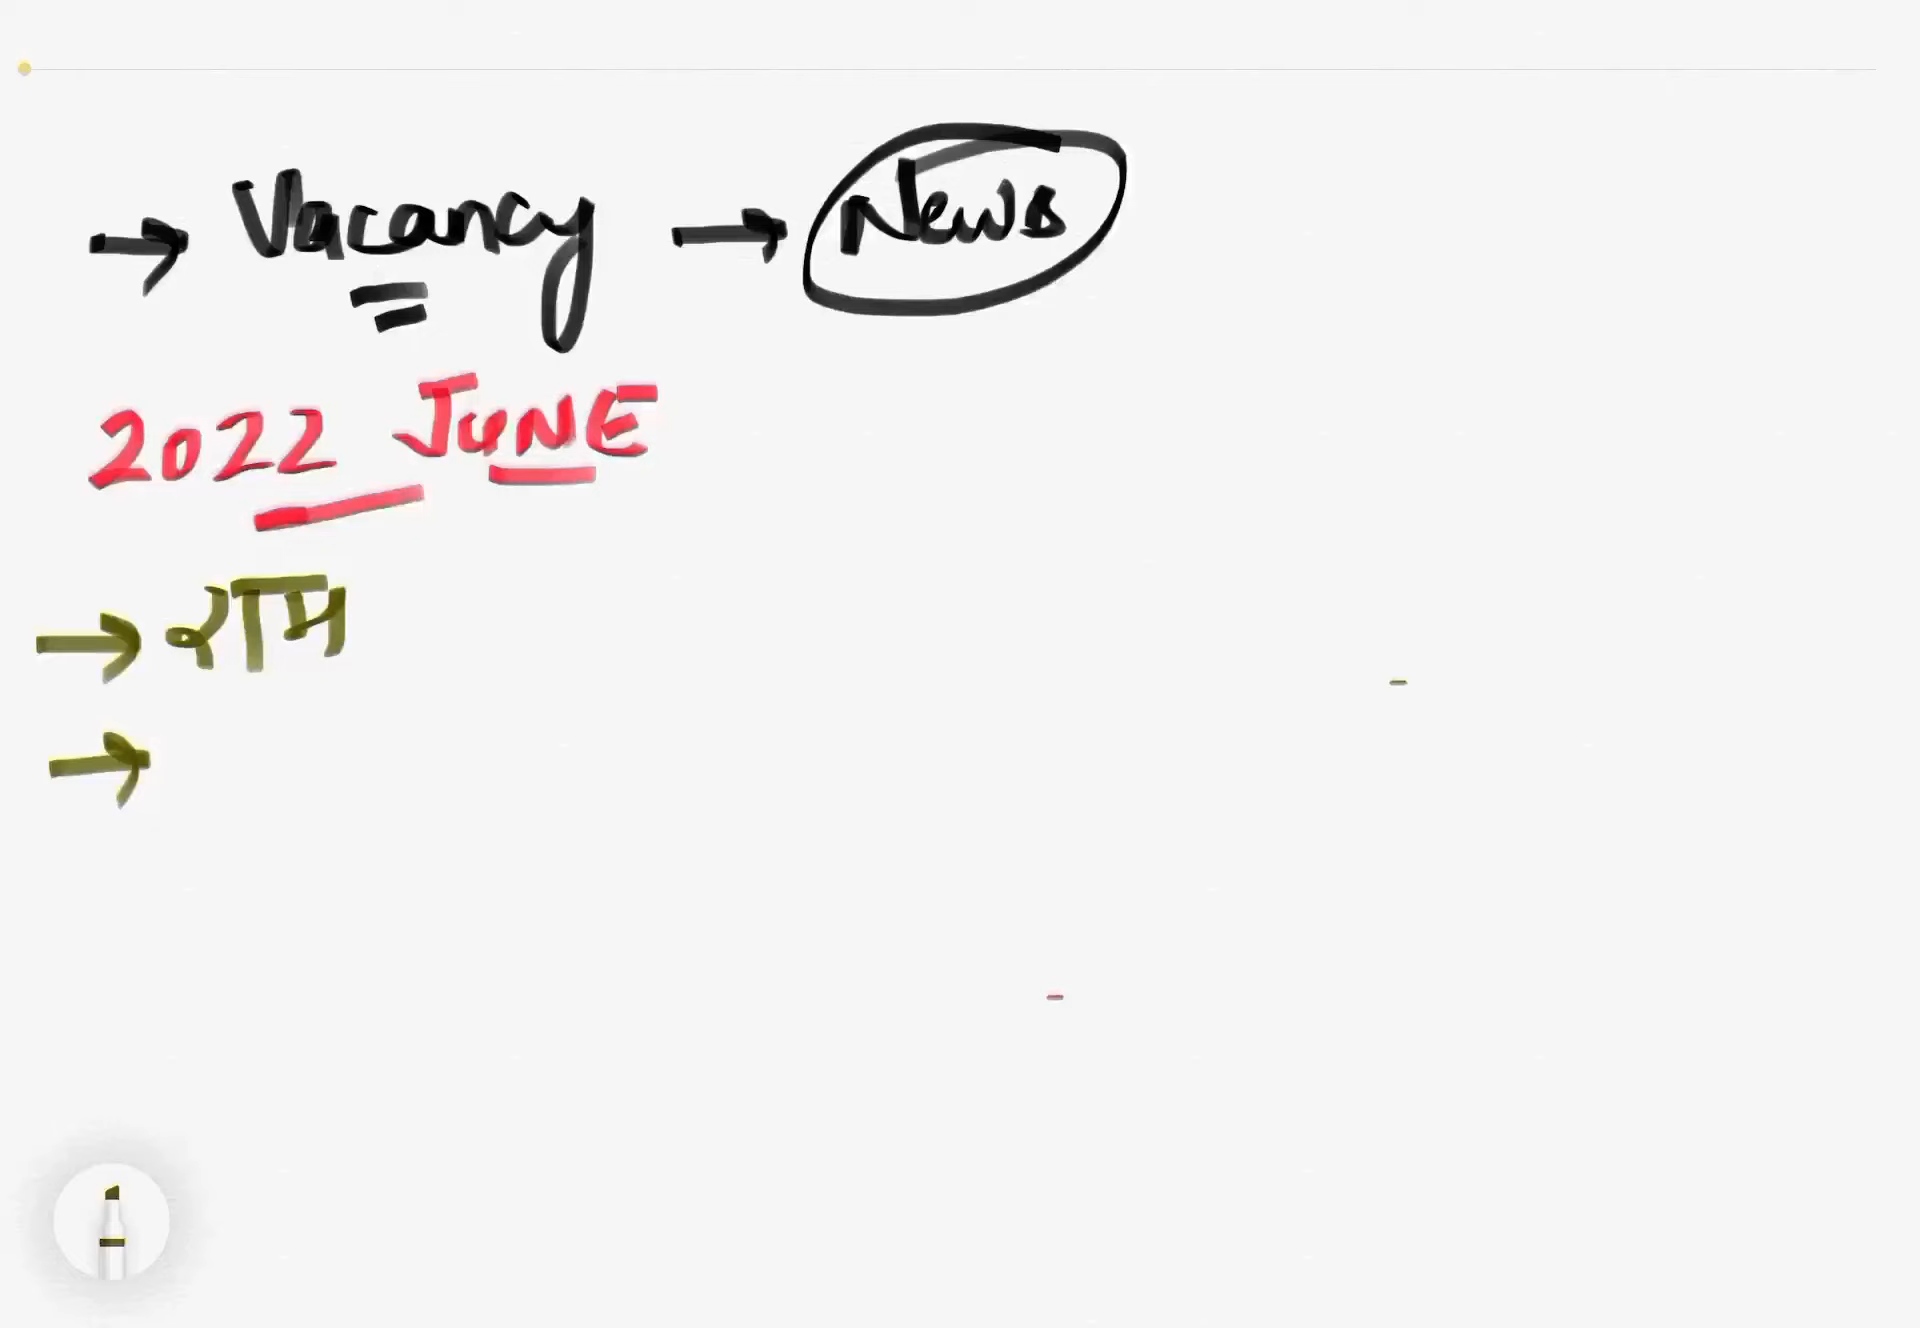 → Vacancy → News
2022 JUNE
→ राम
→